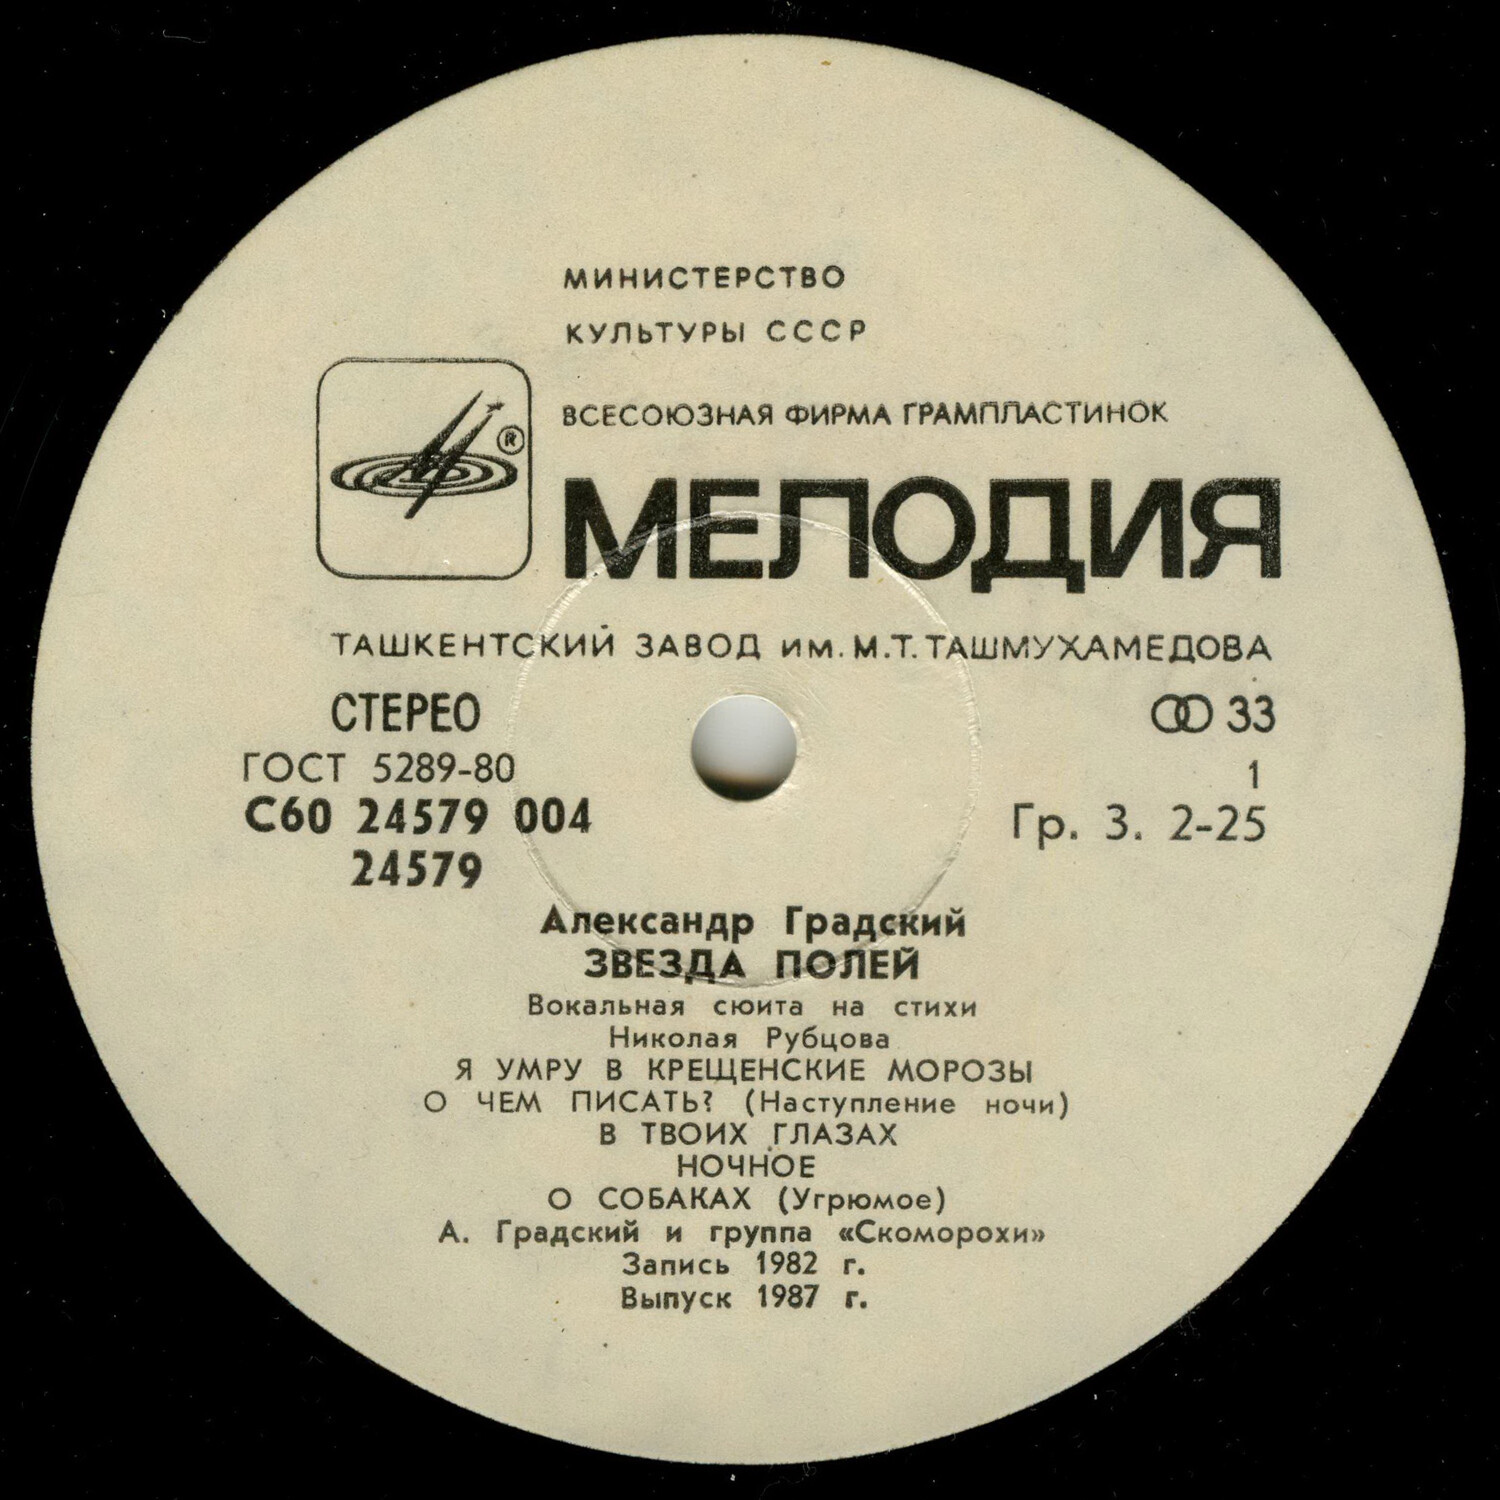 МИНИСТЕРСТВО
КУЛЬТУРЫ СССР
ВСЕСОЮЗНАЯ ФИРМА ГРАМПЛАСТИНОК
®
МЕЛОДИЯ
ТАШКЕНТСКИЙ ЗАВОД им. М.Т. ТАШМУХАМЕДОВА
СТЕРЕО
33
ГОСТ 5289-80
1
С60 24579 004
Гр. 3. 2-25
24579
Александр Градский
ЗВЕЗДА ПОЛЕЙ
Вокальная сюита на стихи
Николая Рубцова
Я УМРУ В КРЕЩЕНСКИЕ МОРОЗЫ
О ЧЕМ ПИСАТЬ? (Наступление ночи)
В ТВОИХ ГЛАЗАХ
НОЧНОЕ
О СОБАКАХ (Угрюмое)
А. Градский и группа «Скоморохи»
Запись 1982 г.
Выпуск 1987 г.